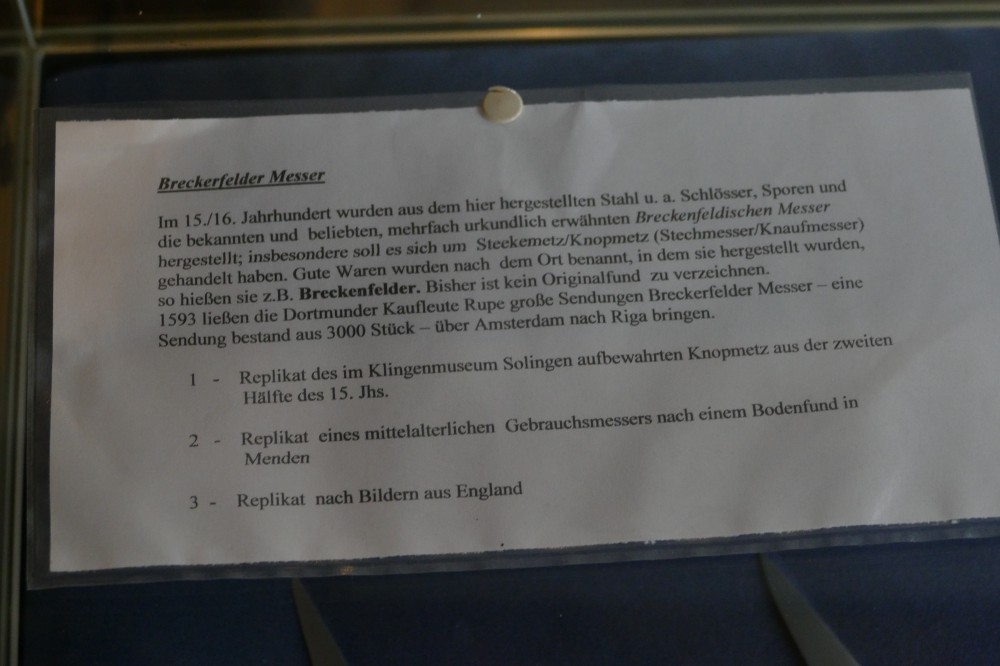 Breckerfelder Messer
Im 15./16. Jahrhundert wurden aus dem hier hergestellten Stahl u. a. Schlösser, Sporen und
die bekannten und beliebten, mehrfach urkundlich erwähnten Breckenfeldischen Messer
hergestellt; insbesondere soll es sich um Steekemetz/Knopmetz (Stechmesser/Knaufmesser)
gehandelt haben. Gute Waren wurden nach dem Ort benannt, in dem sie hergestellt wurden,
so hießen sie z.B. Breckenfelder. Bisher ist kein Originalfund zu verzeichnen.
1593 ließen die Dortmunder Kaufleute Rupe große Sendungen Breckerfelder Messer – eine
Sendung bestand aus 3000 Stück – über Amsterdam nach Riga bringen.
1 - Replikat des im Klingenmuseum Solingen aufbewahrten Knopmetz aus der zweiten
Hälfte des 15. Jhs.
2 - Replikat eines mittelalterlichen Gebrauchsmessers nach einem Bodenfund in
Menden
3 - Replikat nach Bildern aus England